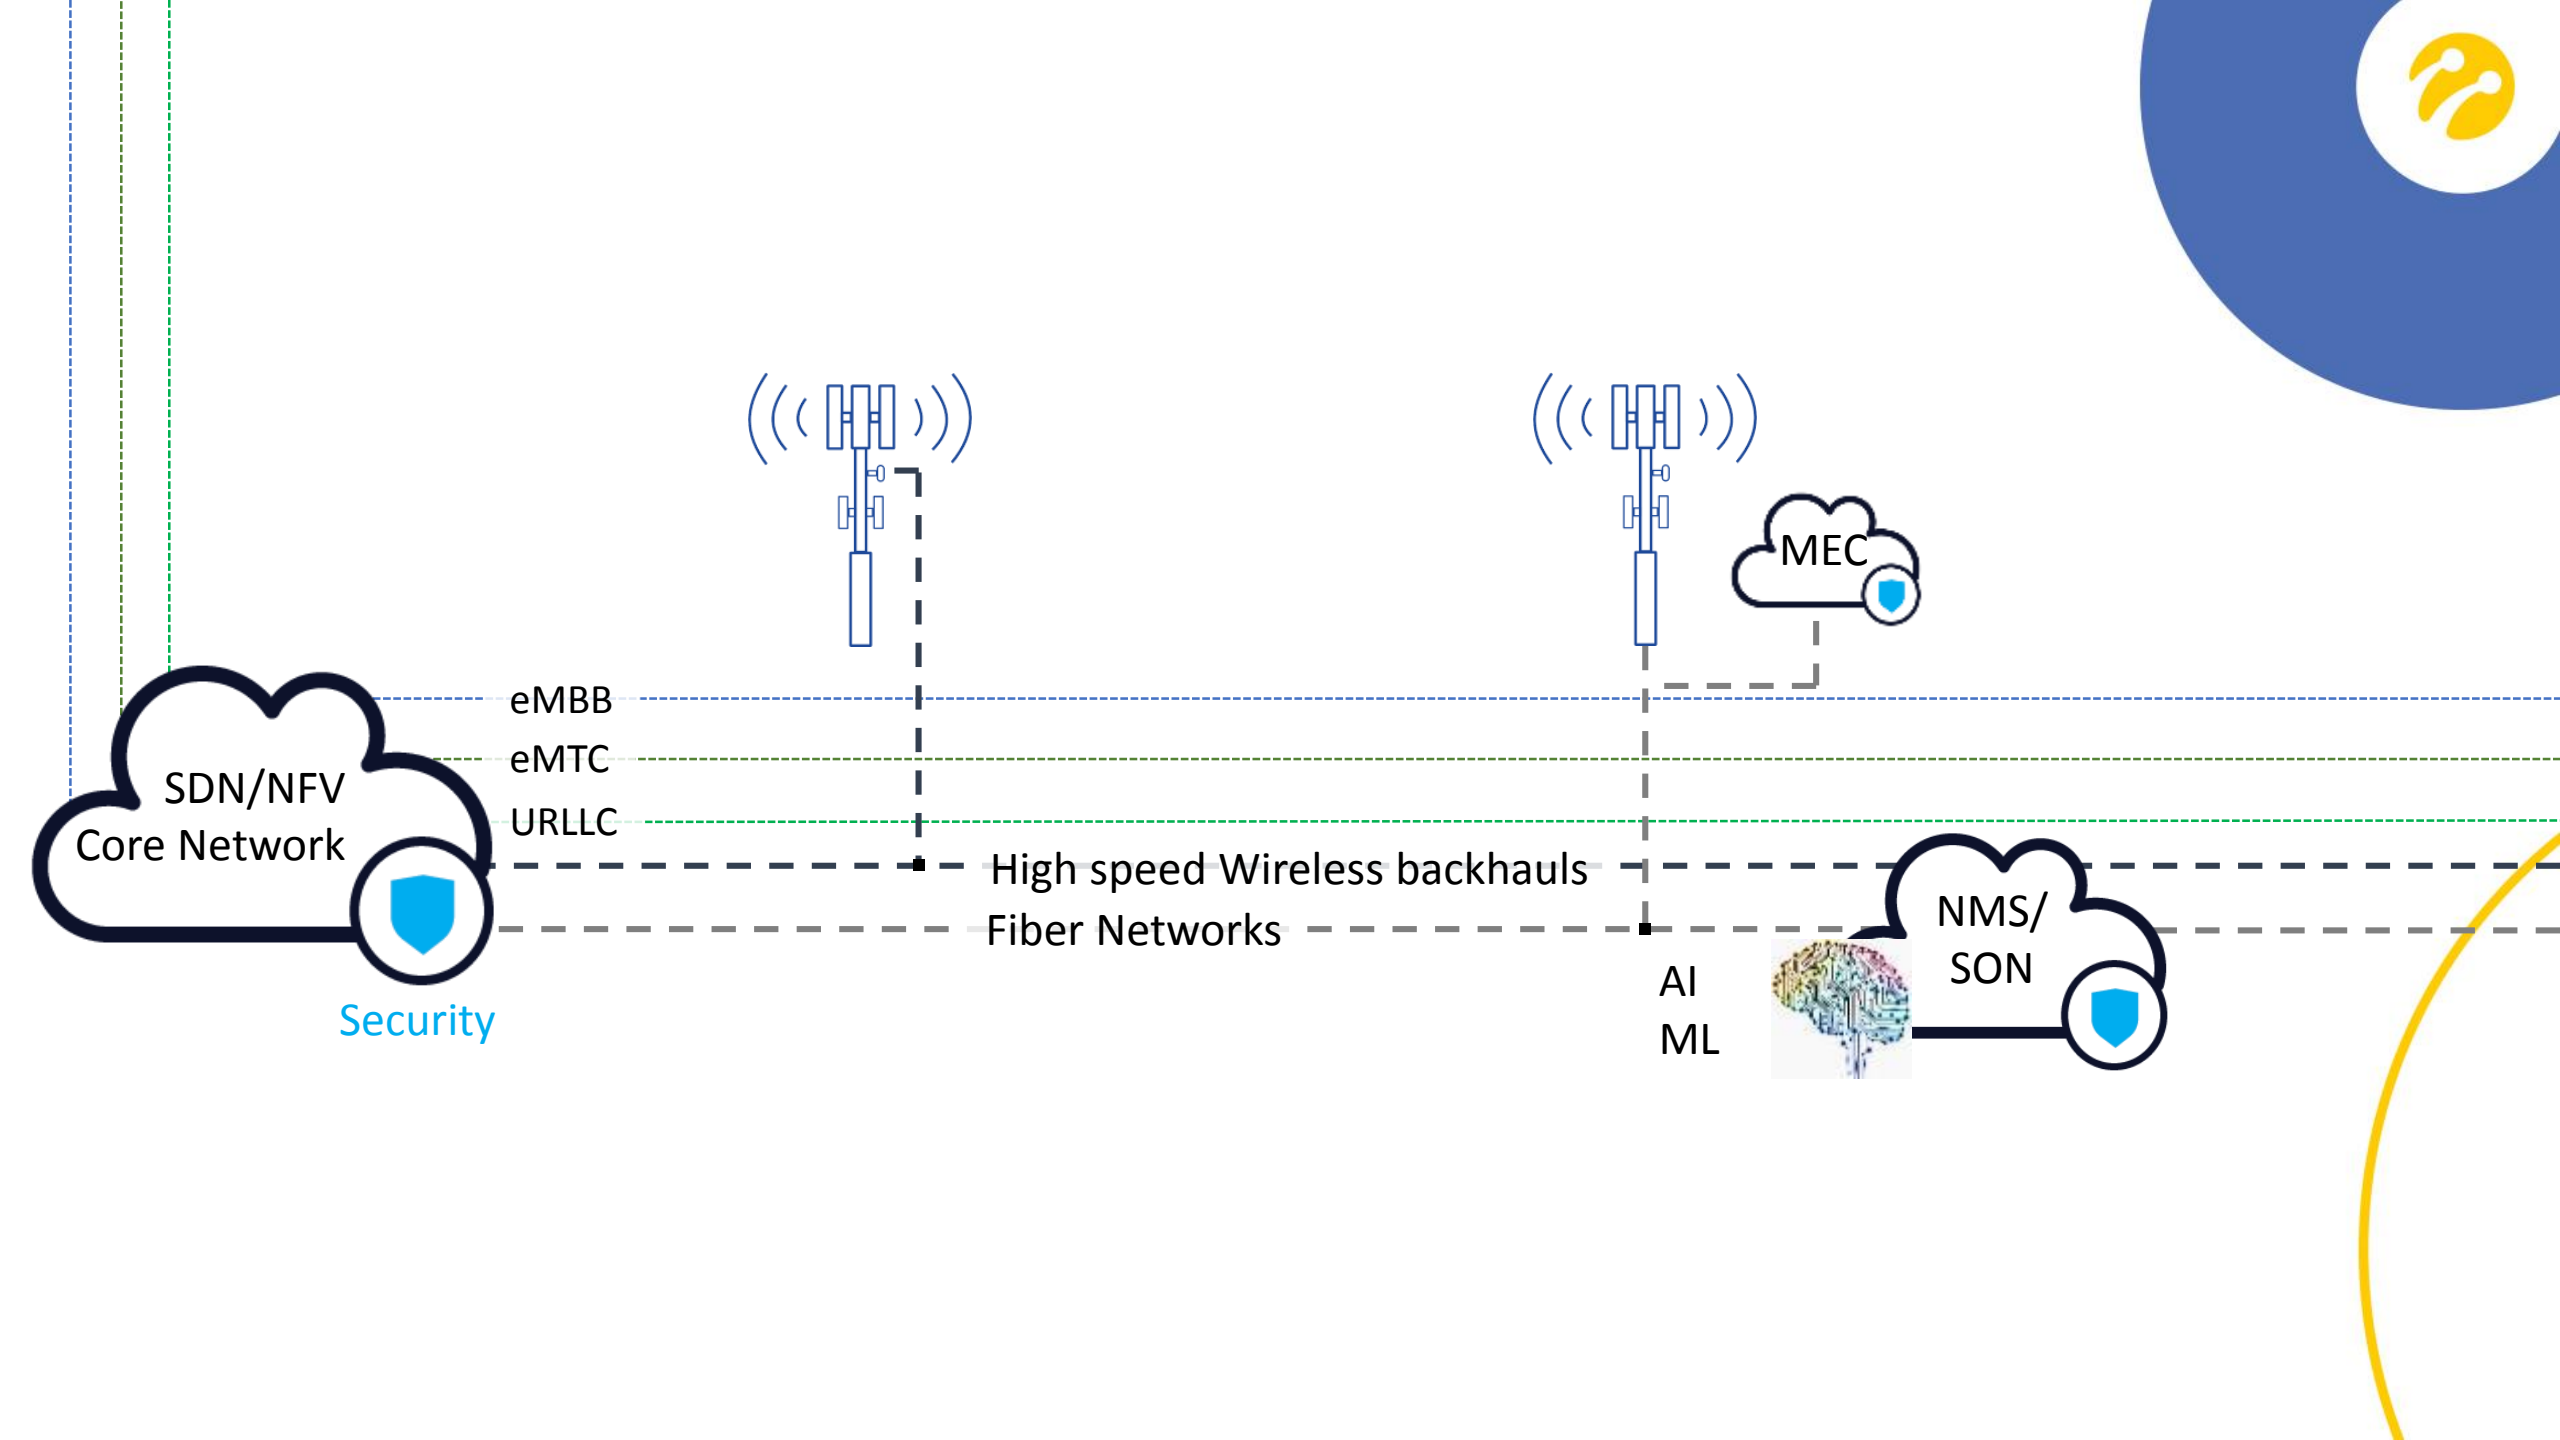 MEC
eMBB
eMTC
URLLC
SDN/NFV
Core Network
High speed Wireless backhauls
Fiber Networks
NMS/
SON
AI
ML
Security